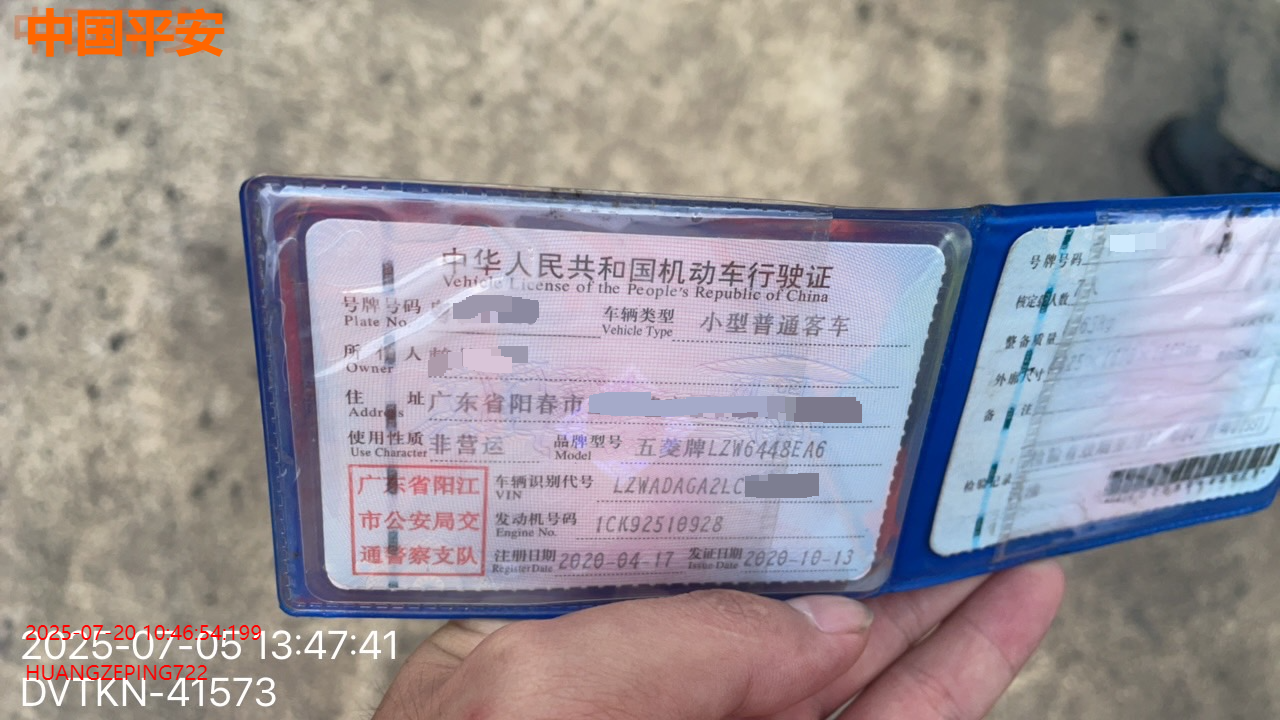 中国平安
中华人民共和国机动车行驶证
Vehicle License of the People's Republic of China
号牌号码
Plate No.
车辆类型 小型普通客车
Vehicle Type
所有人
Owner
住址 广东省阳春市
Address
使用性质 非营运
Use Character
品牌型号 五菱牌LZW6448EA6
Model
广东省阳江
市公安局交
通警察支队
车辆识别代号 LZWADAGA2LC
VIN
发动机号码 1CK92510928
Engine No.
注册日期 2020-04-17 发证日期 2020-10-13
Register Date Issue Date
号牌号码
核定载人数 7人
整备质量
外廓尺寸
备注
检验记录
2025-07-20 10:46:54:199
2025-07-05 13:47:41
HUANGZEPING722
DVTKN-41573